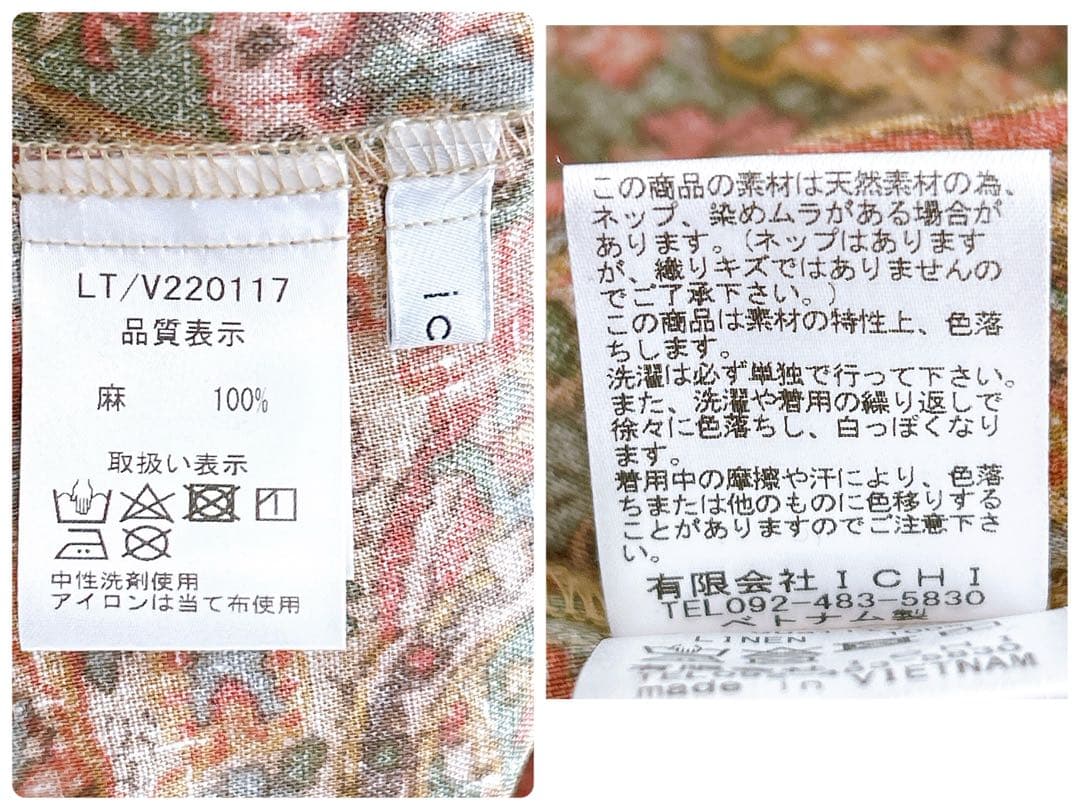 LT/V220117
品質表示
麻 100%
取扱い表示
中性洗剤使用
アイロンは当て布使用
i C
この商品の素材は天然素材の為、
ネップ、染めムラがある場合が
あります。(ネップはあります
が、織りキズではありませんの
でご了承下さい。)
この商品は素材の特性上、色落
ちします。
洗濯は必ず単独で行って下さい。
また、洗濯や着用の繰り返しで
徐々に色落ちし、白っぽくなり
ます。
着用中の摩擦や汗により、色落
ちまたは他のものに色移りする
ことがありますのでご注意下さ
い。
有限会社ICHI
TEL092-483-5830
ベトナム製
LINEN
made in VIETNAM